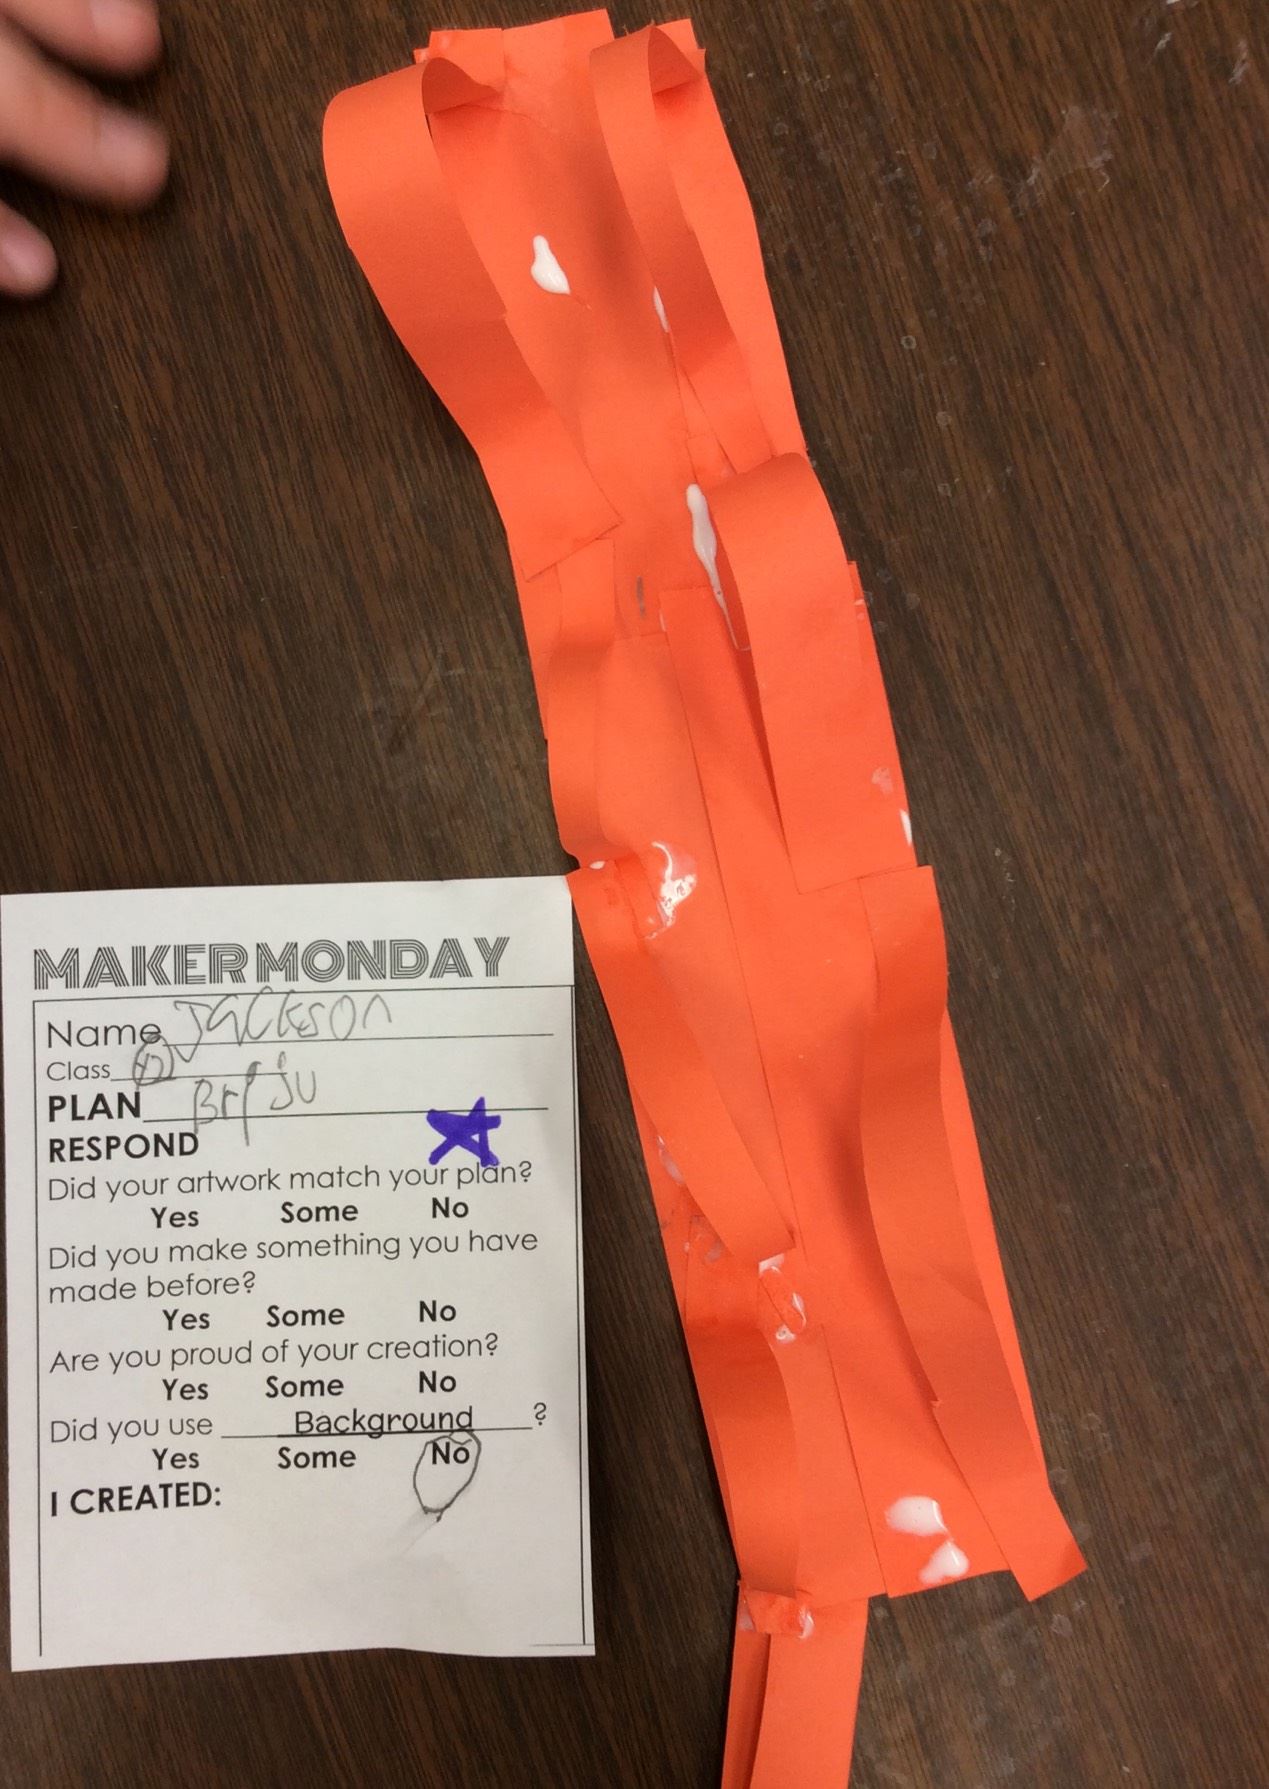 MAKER MONDAY
Name JACKSON
Class
PLAN
RESPOND
Did your artwork match your plan?
Yes Some No
Did you make something you have
made before?
Yes Some No
Are you proud of your creation?
Yes Some No
Did you use Background ?
Yes Some No
I CREATED: